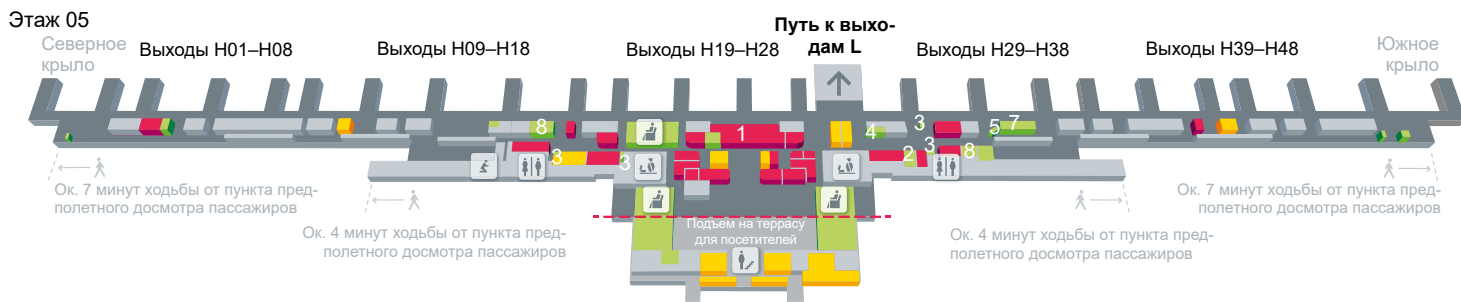 Этаж 05
Северное
крыло
Выходы H01–H08
Выходы H09–H18
Выходы H19–H28
Путь к выхо-
дам L
Выходы H29–H38
Выходы H39–H48
Южное
крыло
8
1
4
3
5
7
3
3
2
3
8
Ок. 7 минут ходьбы от пункта пред-
полетного досмотра пассажиров
Ок. 4 минут ходьбы от пункта пред-
полетного досмотра пассажиров
Подъем на террасу
для посетителей
Ок. 4 минут ходьбы от пункта пред-
полетного досмотра пассажиров
Ок. 7 минут ходьбы от пункта пред-
полетного досмотра пассажиров